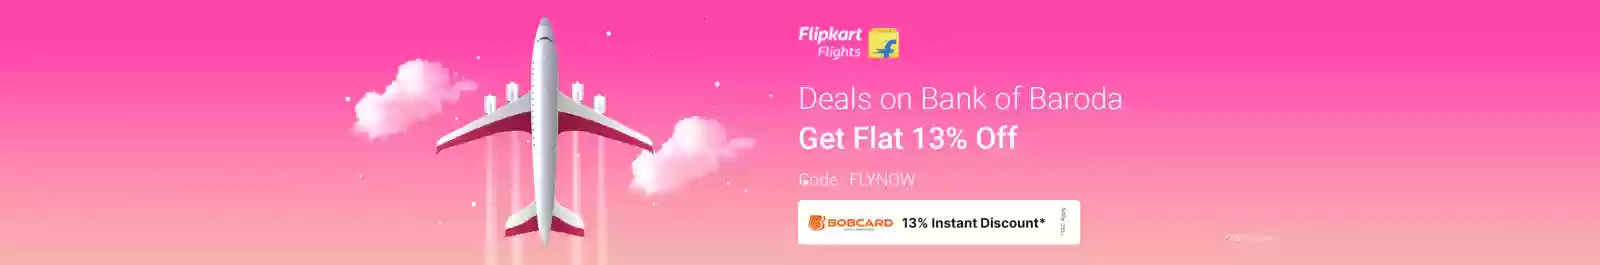 Flipkart
Flights
Deals on Bank of Baroda
Get Flat 13% Off
Code: FLYNOW
BOBCARD 13% Instant Discount*